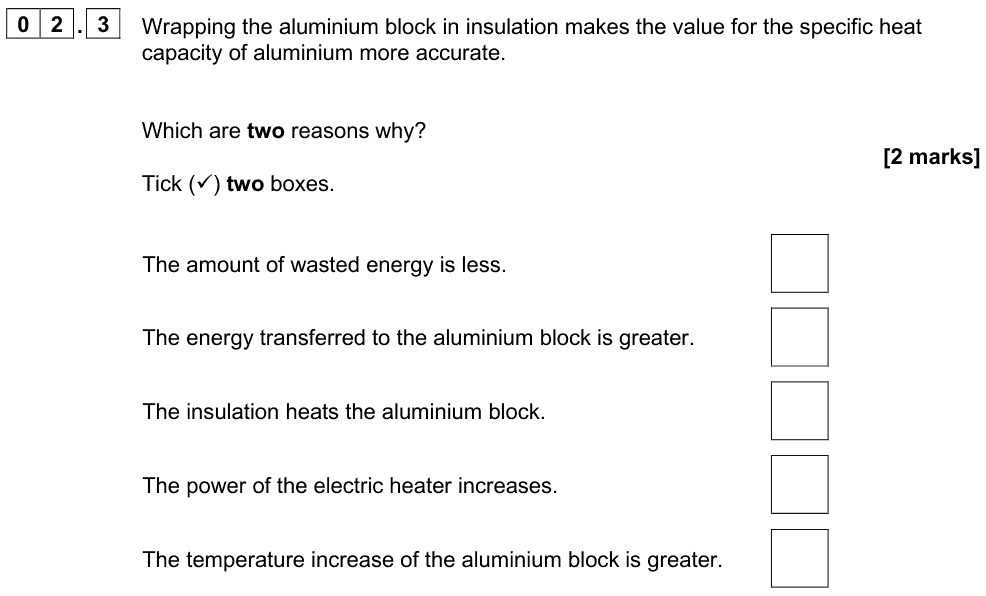 02.3 Wrapping the aluminium block in insulation makes the value for the specific heat
capacity of aluminium more accurate.
Which are two reasons why?
[2 marks]
Tick (✓) two boxes.
The amount of wasted energy is less.
The energy transferred to the aluminium block is greater.
The insulation heats the aluminium block.
The power of the electric heater increases.
The temperature increase of the aluminium block is greater.